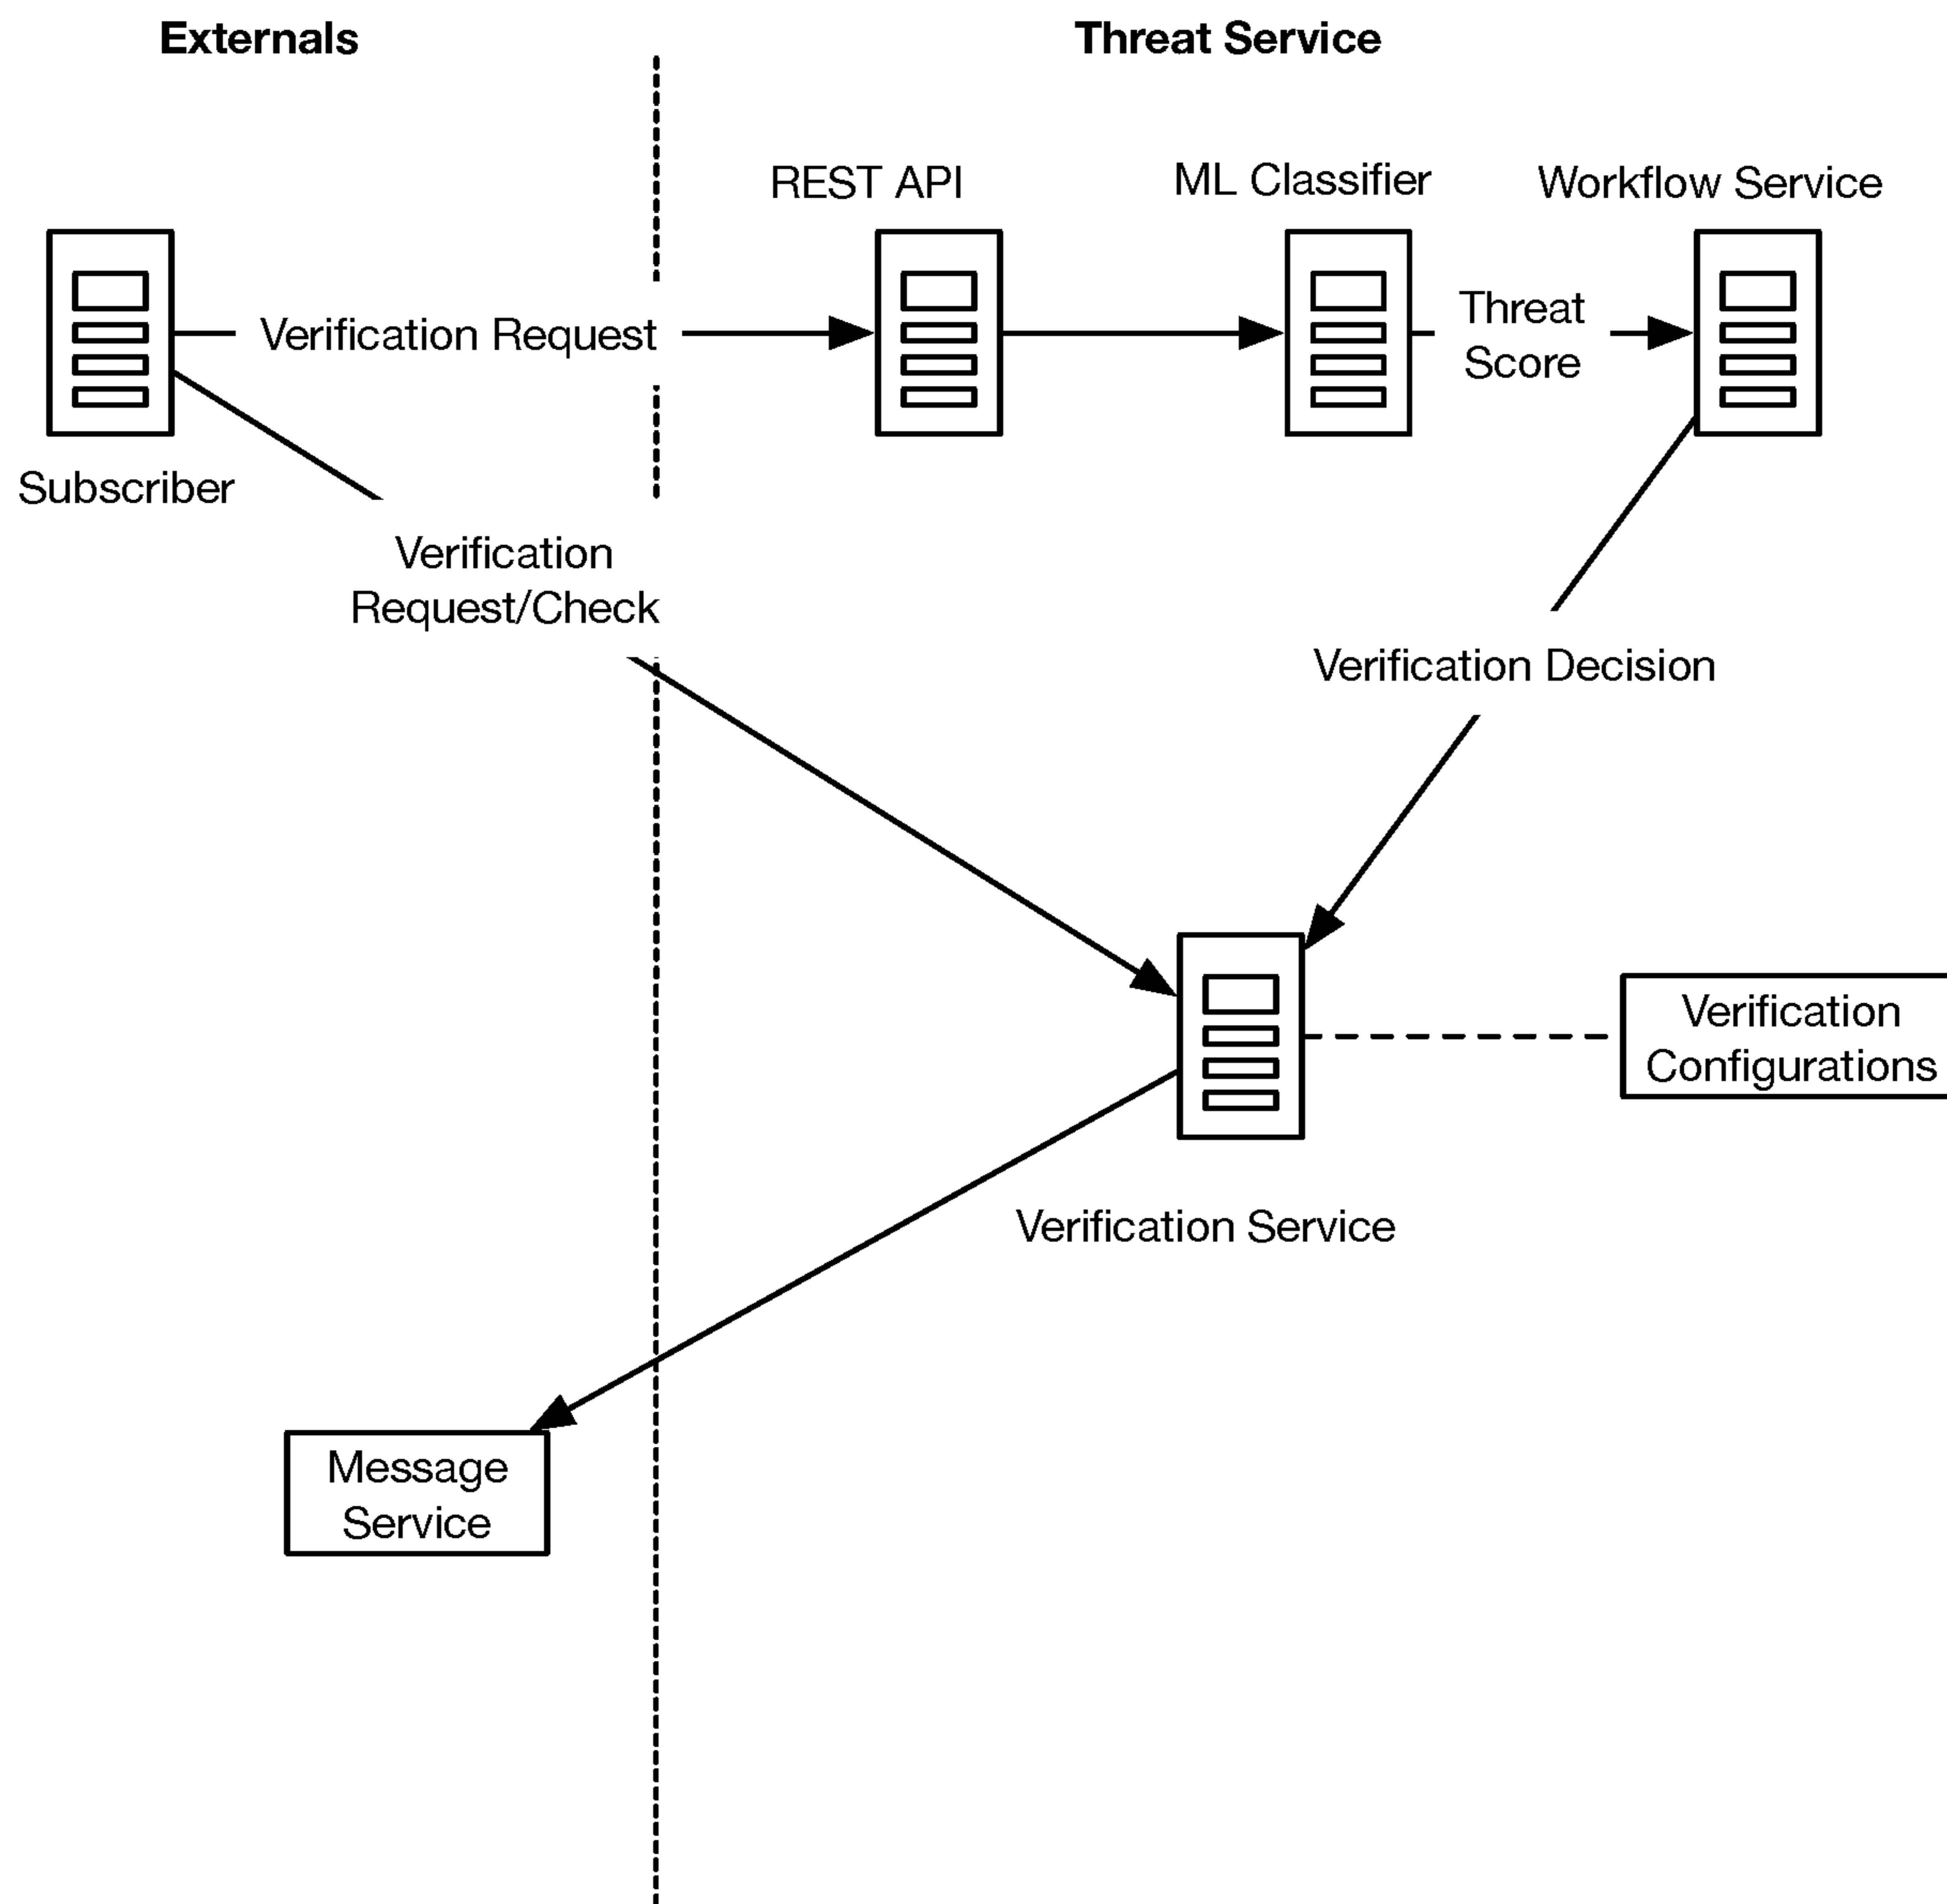 Externals
Threat Service
REST API
ML Classifier
Workflow Service
Verification Request
Threat
Score
Subscriber
Verification
Request/Check
Verification Decision
Verification
Configurations
Verification Service
Message
Service